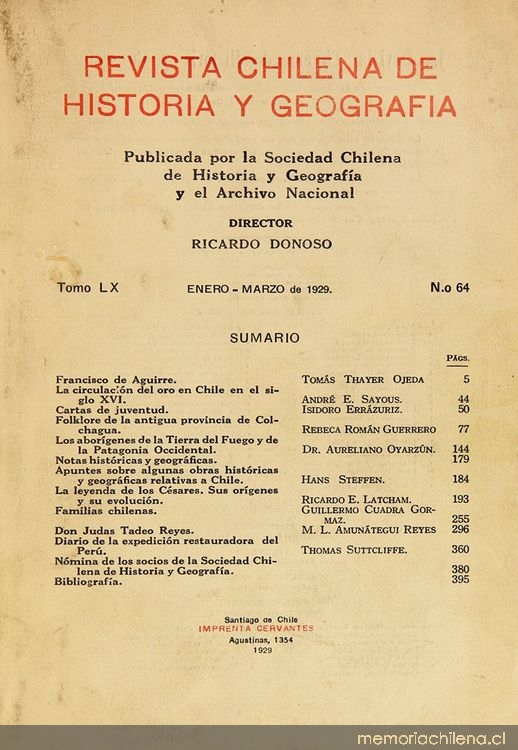 REVISTA CHILENA DE
HISTORIA Y GEOGRAFIA
Publicada por la Sociedad Chilena
de Historia y Geografía
y el Archivo Nacional
DIRECTOR
RICARDO DONOSO
Tomo LX ENERO - MARZO de 1929. N.o 64
SUMARIO
PÁGS.
Francisco de Aguirre. TOMÁS THAYER OJEDA 5
La circulación del oro en Chile en el si-
glo XVI. ANDRÉ E. SAYOUS. 44
Cartas de juventud. ISIDORO ERRÁZURIZ. 50
Folklore de la antigua provincia de Col-
chagua. REBECA ROMÁN GUERRERO 77
Los aborígenes de la Tierra del Fuego y de
la Patagonia Occidental. DR. AURELIANO OYARZÚN. 144
Notas históricas y geográficas. 179
Apuntes sobre algunas obras históricas
y geográficas relativas a Chile. HANS STEFFEN. 184
La leyenda de los Césares. Sus orígenes
y su evolución. RICARDO E. LATCHAM. 193
Familias chilenas. GUILLERMO CUADRA GOR-
MAZ. 255
Don Judas Tadeo Reyes. M. L. AMUNÁTEGUI REYES 296
Diario de la expedición restauradora del
Perú. THOMAS SUTTCLIFFE. 360
Nómina de los socios de la Sociedad Chi-
lena de Historia y Geografía. 380
Bibliografía. 395
Santiago de Chile
IMPRENTA CERVANTES
Agustinas, 1354
1929
memoriachilena.cl